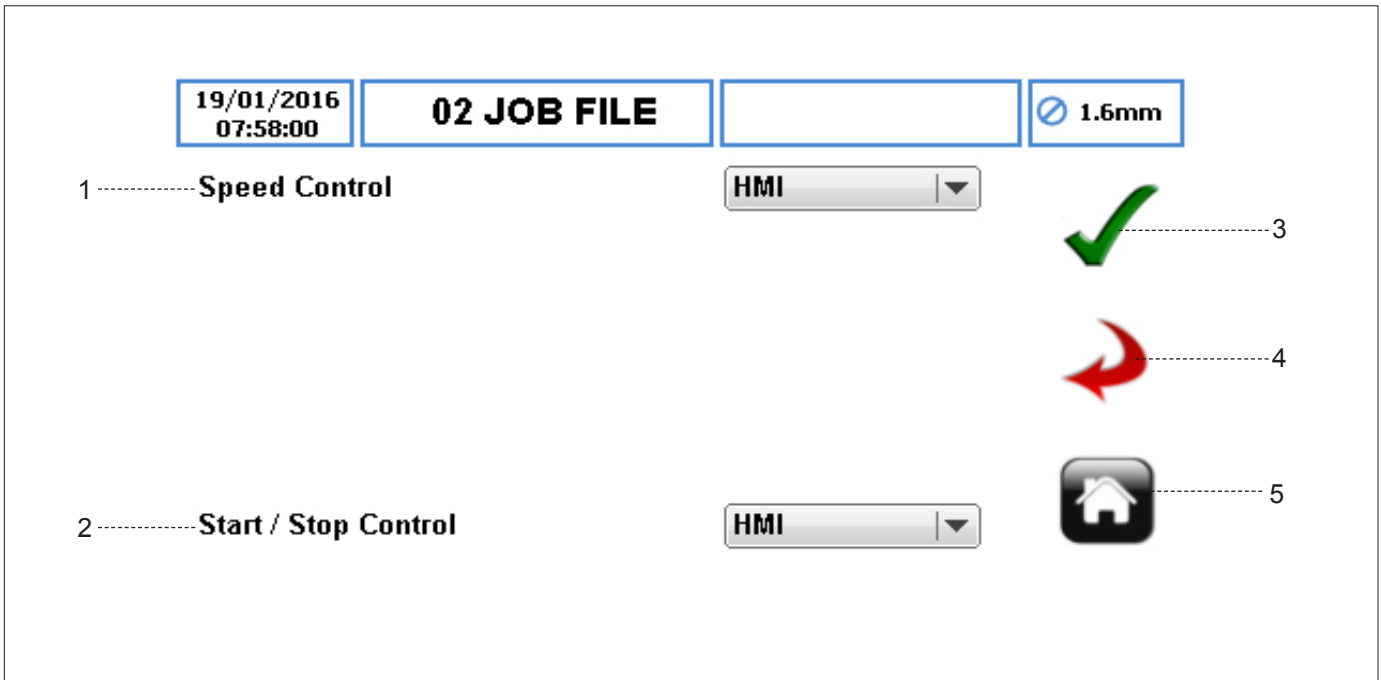 19/01/2016
07:58:00
02 JOB FILE
1.6mm
1 Speed Control HMI
3
4
5
2 Start / Stop Control HMI